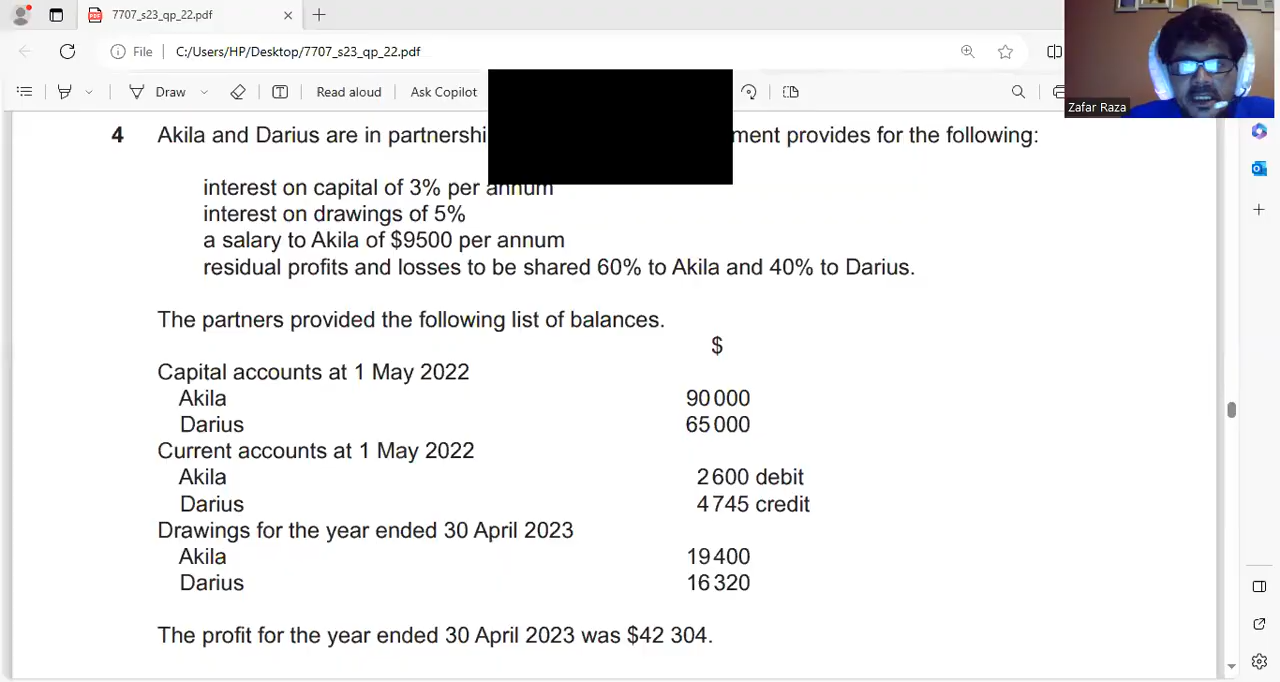 7707_s23_qp_22.pdf
File C:/Users/HP/Desktop/7707_s23_qp_22.pdf
Draw Read aloud Ask Copilot
Zafar Raza
4 Akila and Darius are in partnershi ment provides for the following:
interest on capital of 3% per annum
interest on drawings of 5%
a salary to Akila of $9500 per annum
residual profits and losses to be shared 60% to Akila and 40% to Darius.
The partners provided the following list of balances.
$
Capital accounts at 1 May 2022
Akila 90 000
Darius 65 000
Current accounts at 1 May 2022
Akila 2 600 debit
Darius 4 745 credit
Drawings for the year ended 30 April 2023
Akila 19 400
Darius 16 320
The profit for the year ended 30 April 2023 was $42 304.